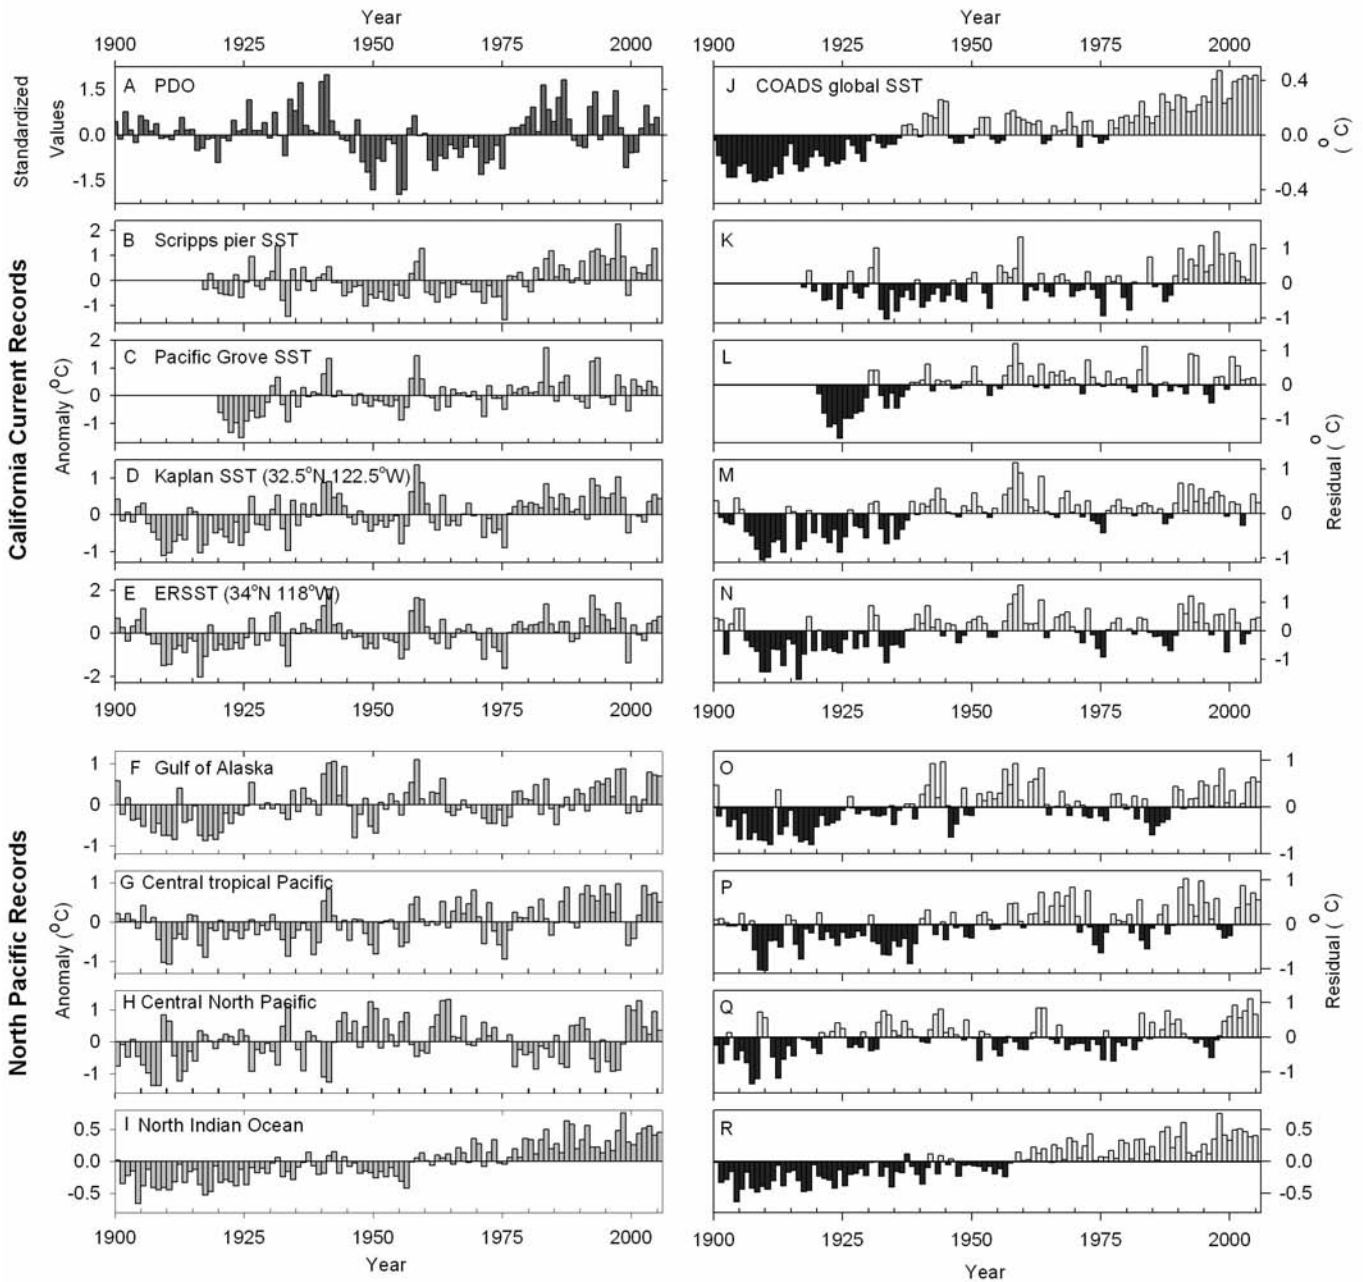 Year
Year
1900 1925 1950 1975 2000
1900 1925 1950 1975 2000
Standardized
Values
1.5
0.0
-1.5
A PDO
J COADS global SST
0.4
0.0
-0.4
(°C)
California Current Records
Anomaly (°C)
2
1
0
-1
B Scripps pier SST
K
1
0
-1
2
1
0
-1
C Pacific Grove SST
L
1
0
-1
Residual (°C)
1
0
-1
D Kaplan SST (32.5°N 122.5°W)
M
1
0
-1
2
0
-2
E ERSST (34°N 118°W)
N
1
0
-1
1900 1925 1950 1975 2000
1900 1925 1950 1975 2000
North Pacific Records
Anomaly (°C)
1
0
-1
F Gulf of Alaska
O
1
0
-1
1
0
-1
G Central tropical Pacific
P
1
0
-1
Residual (°C)
1
0
-1
H Central North Pacific
Q
1
0
-1
0.5
0.0
-0.5
I North Indian Ocean
R
0.5
0.0
-0.5
1900 1925 1950 1975 2000
1900 1925 1950 1975 2000
Year
Year